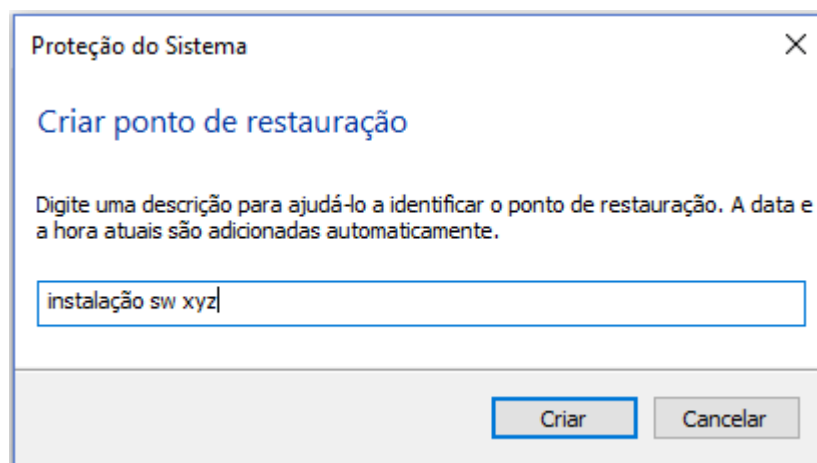 Proteção do Sistema
Criar ponto de restauração
Digite uma descrição para ajudá-lo a identificar o ponto de restauração. A data e
a hora atuais são adicionadas automaticamente.
instalação sw xyz
Criar Cancelar